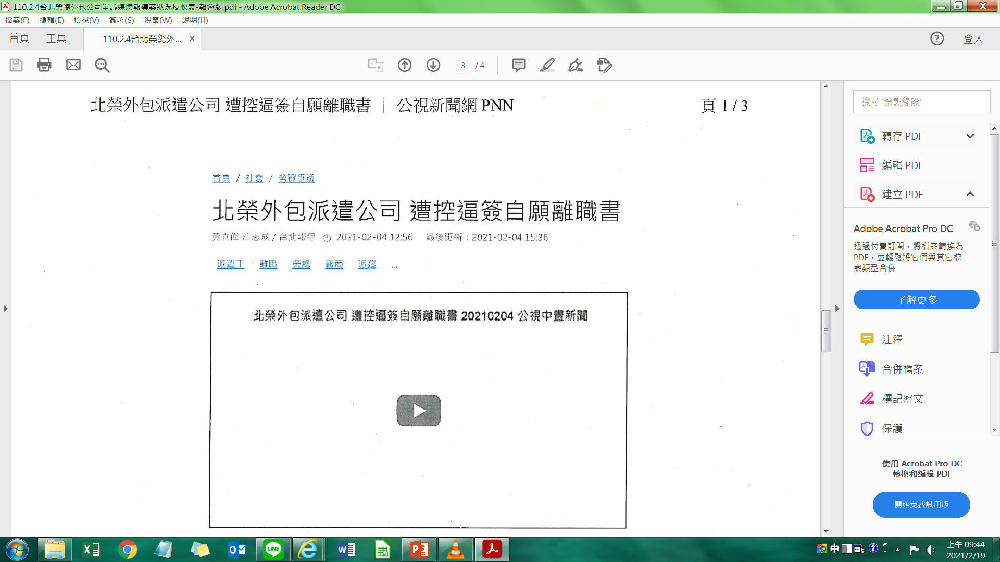 110.2.4台北榮總外包公司爭議媒體報導案狀況反映表-報會版.pdf - Adobe Acrobat Reader DC
檔案(F) 編輯(E) 檢視(V) 簽署(S) 視窗(W) 說明(H)
首頁 工具 110.2.4台北榮總外... × 登入
3 / 4
北榮外包派遣公司 遭控逼簽自願離職書 ｜ 公視新聞網 PNN
頁 1 / 3
首頁 / 社會 / 勞資爭議
北榮外包派遣公司 遭控逼簽自願離職書
黃立偉 莊志成 / 台北報導 2021-02-04 12:56 最後更新：2021-02-04 15:36
派遣工 離職 榮總 廠商 派遣 ...
北榮外包派遣公司 遭控逼簽自願離職書 20210204 公視中晝新聞
搜尋 '繪製線段'
轉存 PDF
編輯 PDF
建立 PDF
Adobe Acrobat Pro DC
透過付費訂閱，將檔案轉換為
PDF，並輕鬆將它們與其它檔
案類型合併
了解更多
注釋
合併檔案
標記密文
保護
使用 Acrobat Pro DC
轉換和編輯 PDF
開始免費試用版
LINE
中
上午 09:44
2021/2/19